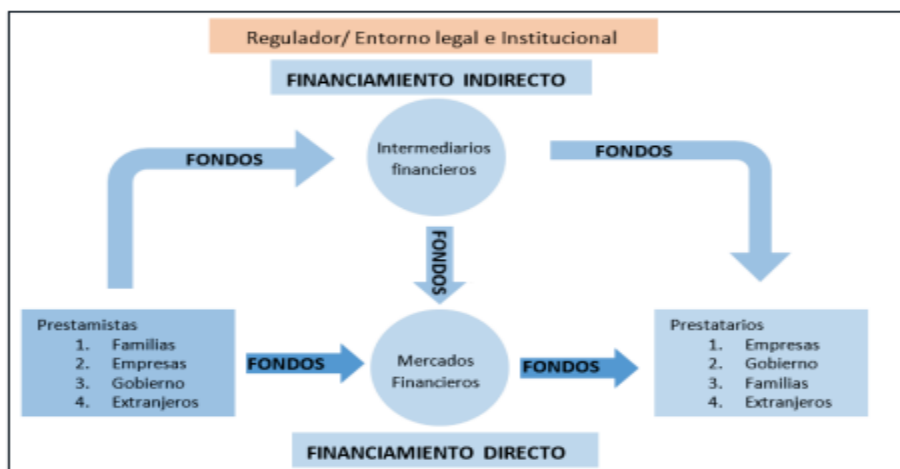 Regulador/ Entorno legal e Institucional
FINANCIAMIENTO INDIRECTO
Intermediarios
financieros
FONDOS
FONDOS
FONDOS
Prestamistas
1. Familias
2. Empresas
3. Gobierno
4. Extranjeros
FONDOS
Mercados
Financieros
FONDOS
Prestatarios
1. Empresas
2. Gobierno
3. Familias
4. Extranjeros
FINANCIAMIENTO DIRECTO